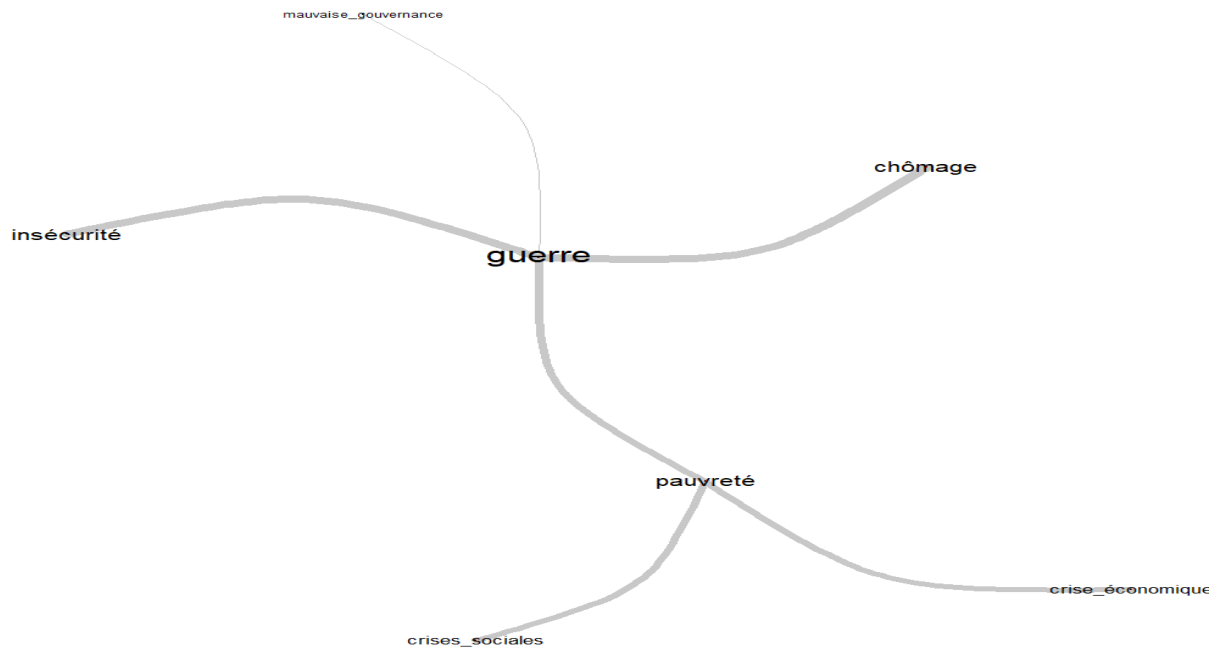 mauvaise_gouvernance
chômage
insécurité
guerre
pauvreté
crise_économique
crises_sociales